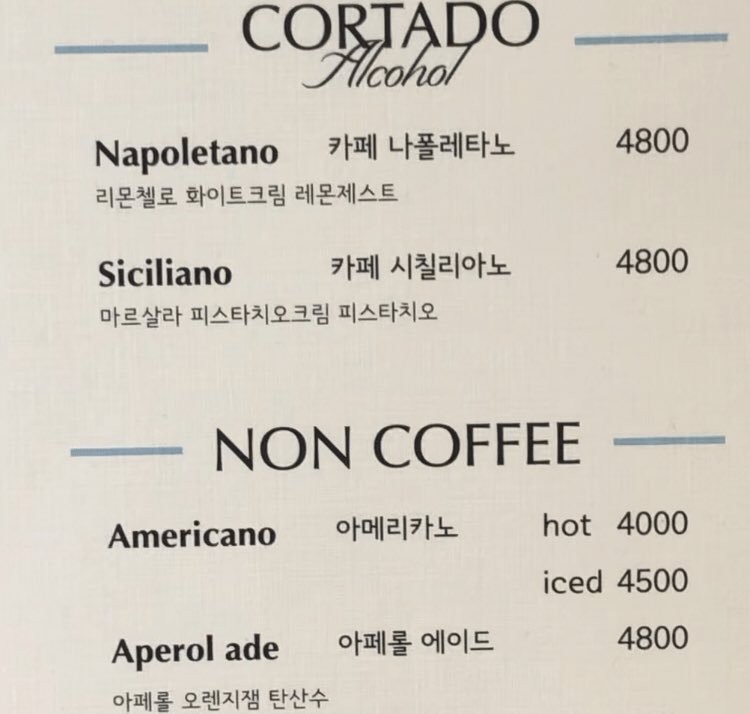 CORTADO
Alcohol
Napoletano 카페 나폴레타노 4800
리몬첼로 화이트크림 레몬제스트
Siciliano 카페 시칠리아노 4800
마르살라 피스타치오크림 피스타치오
NON COFFEE
Americano 아메리카노 hot 4000
iced 4500
Aperol ade 아페롤 에이드 4800
아페롤 오렌지잼 탄산수